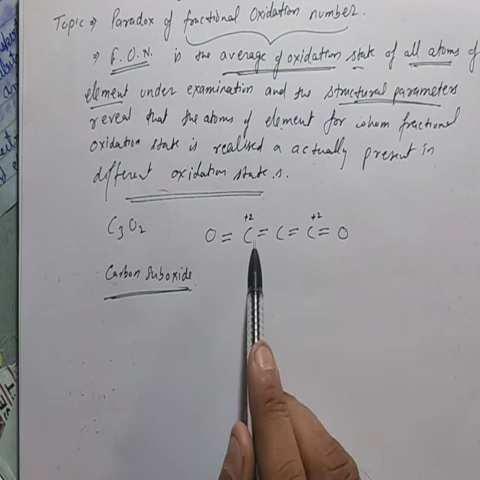 Topic ⇒ Paradox of fractional Oxidation number.
⇒ F.O.N. is the average of oxidation state of all atoms of
element under examination and the structural parameters
reveal that the atoms of element for whom fractional
oxidation state is realised a actually present in
different oxidation state.s.
C3O2
+2 +2
O = C = C = C = O
Carbon suboxide